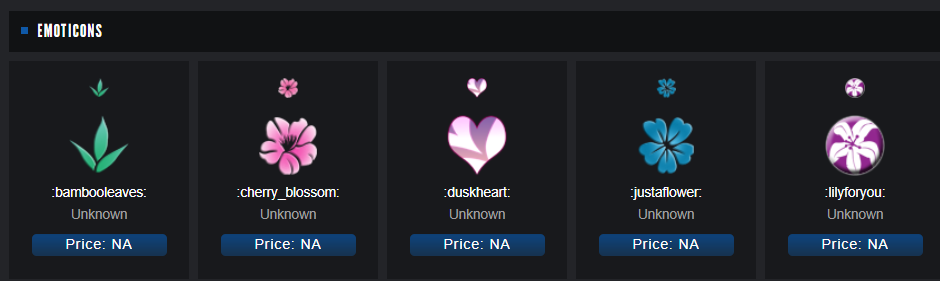 EMOTICONS
:bambooleaves:
Unknown
Price: NA
:cherry_blossom:
Unknown
Price: NA
:duskheart:
Unknown
Price: NA
:justaflower:
Unknown
Price: NA
:lilyforyou:
Unknown
Price: NA